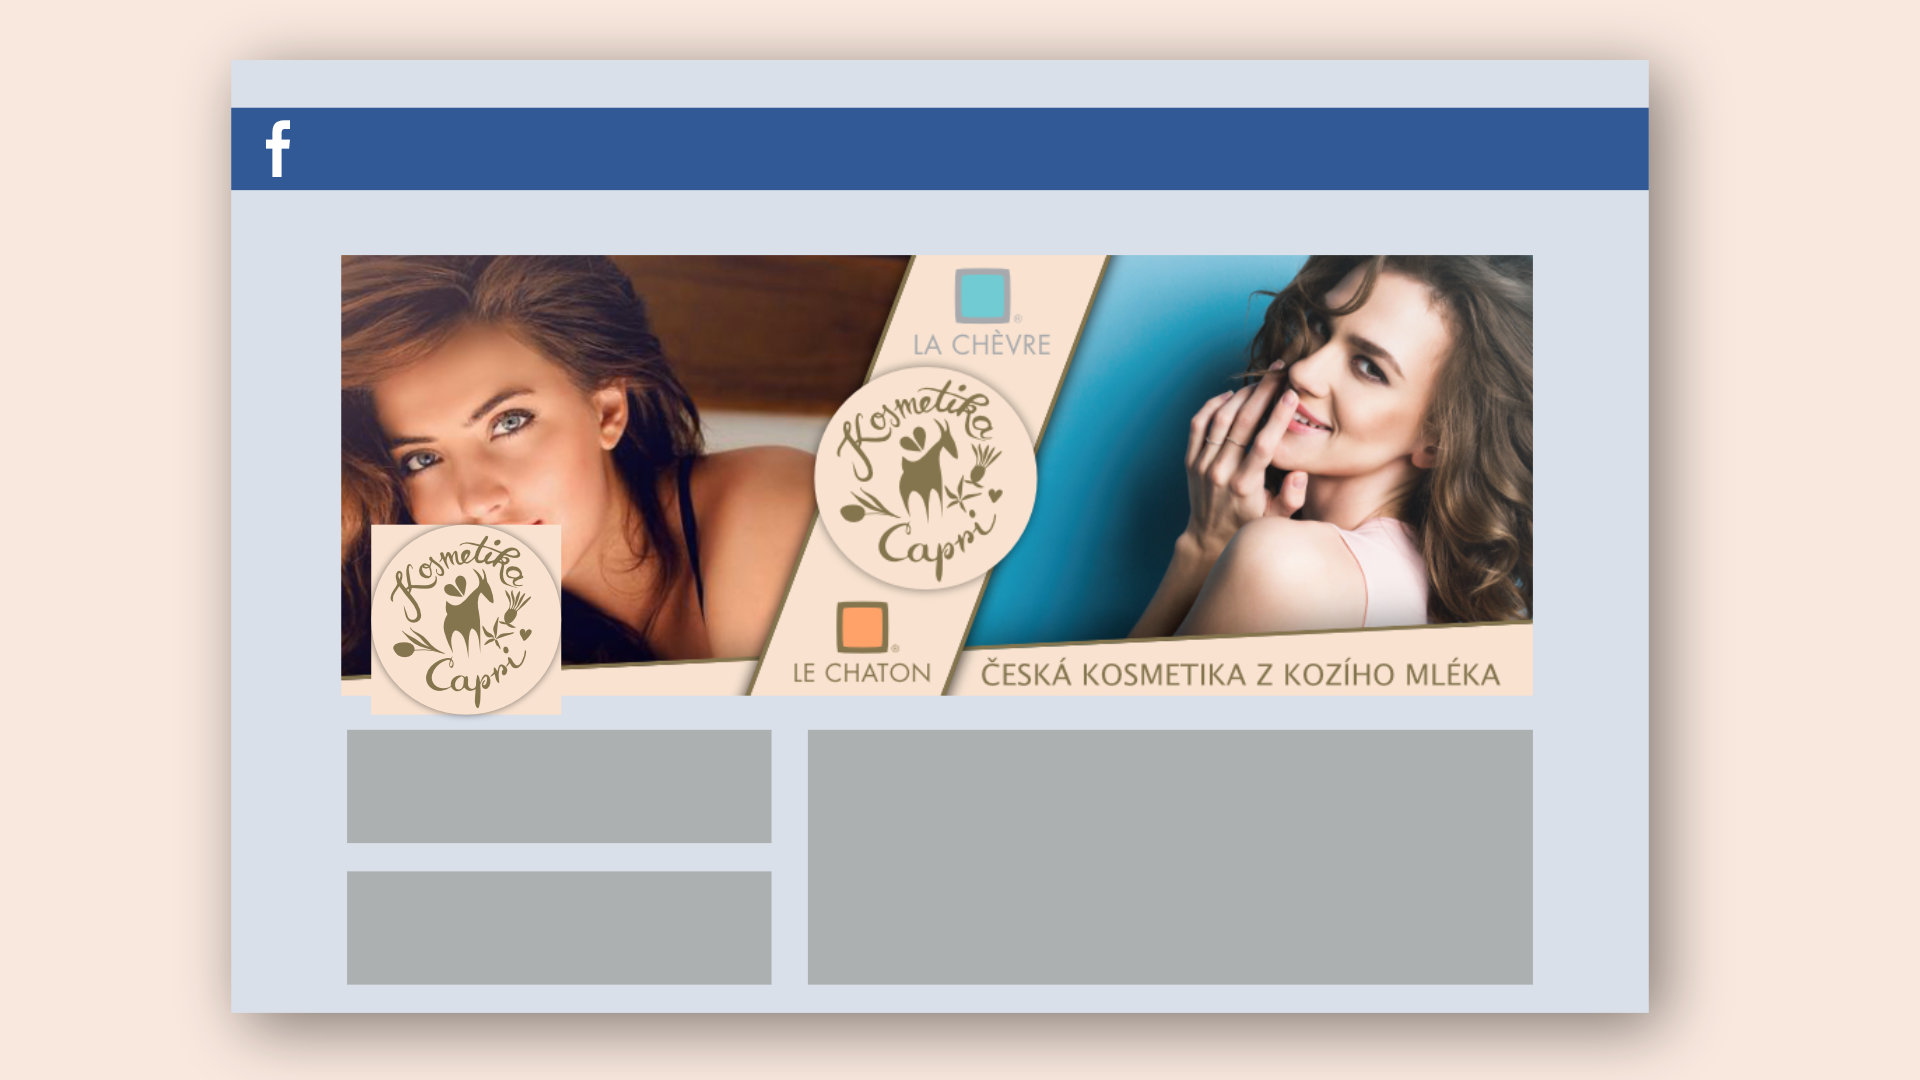 f
LA CHÈVRE
®
Kosmetika
Capri
LE CHATON
®
ČESKÁ KOSMETIKA Z KOZÍHO MLÉKA
Kosmetika
Capri